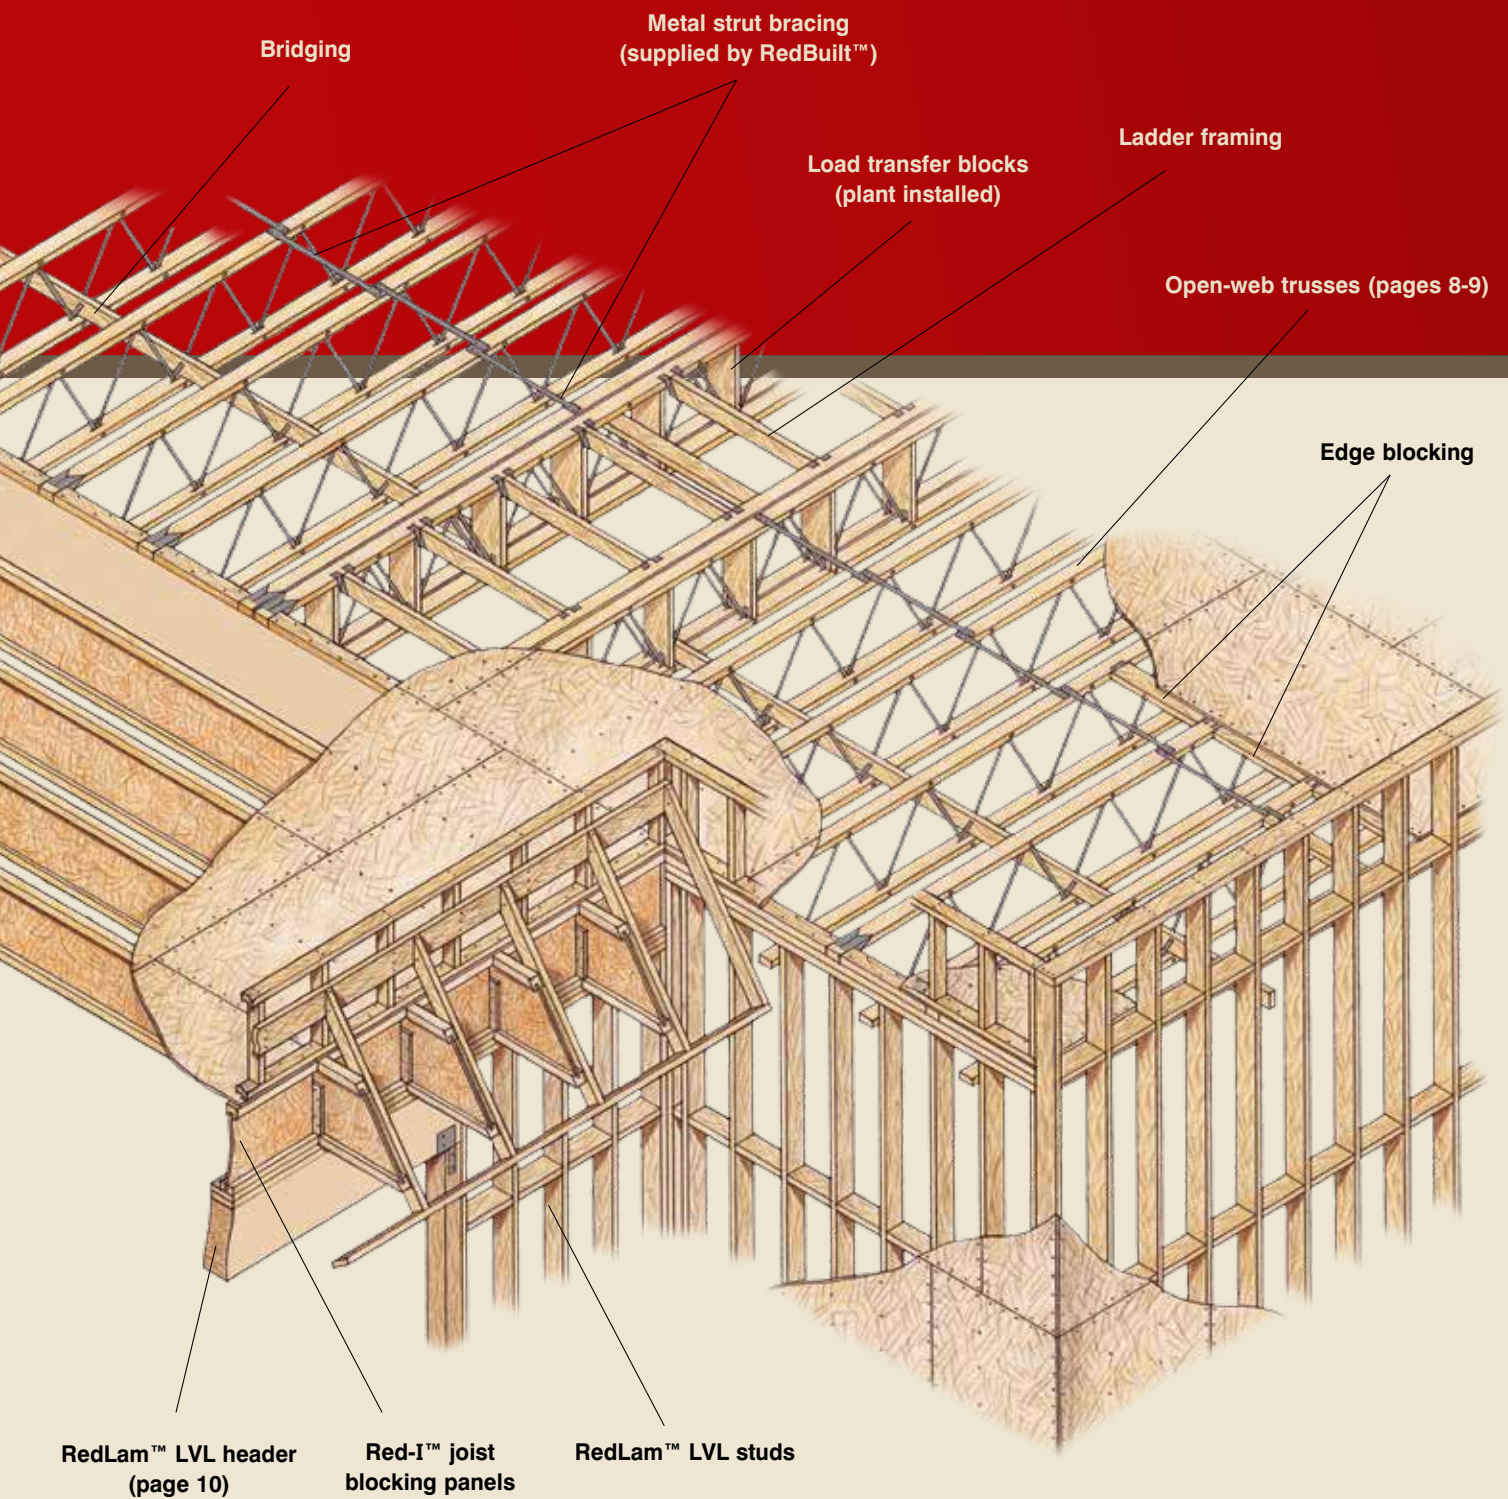 Metal strut bracing
(supplied by RedBuilt™)
Bridging
Ladder framing
Load transfer blocks
(plant installed)
Open-web trusses (pages 8-9)
Edge blocking
RedLam™ LVL header
(page 10)
Red-I™ joist
blocking panels
RedLam™ LVL studs